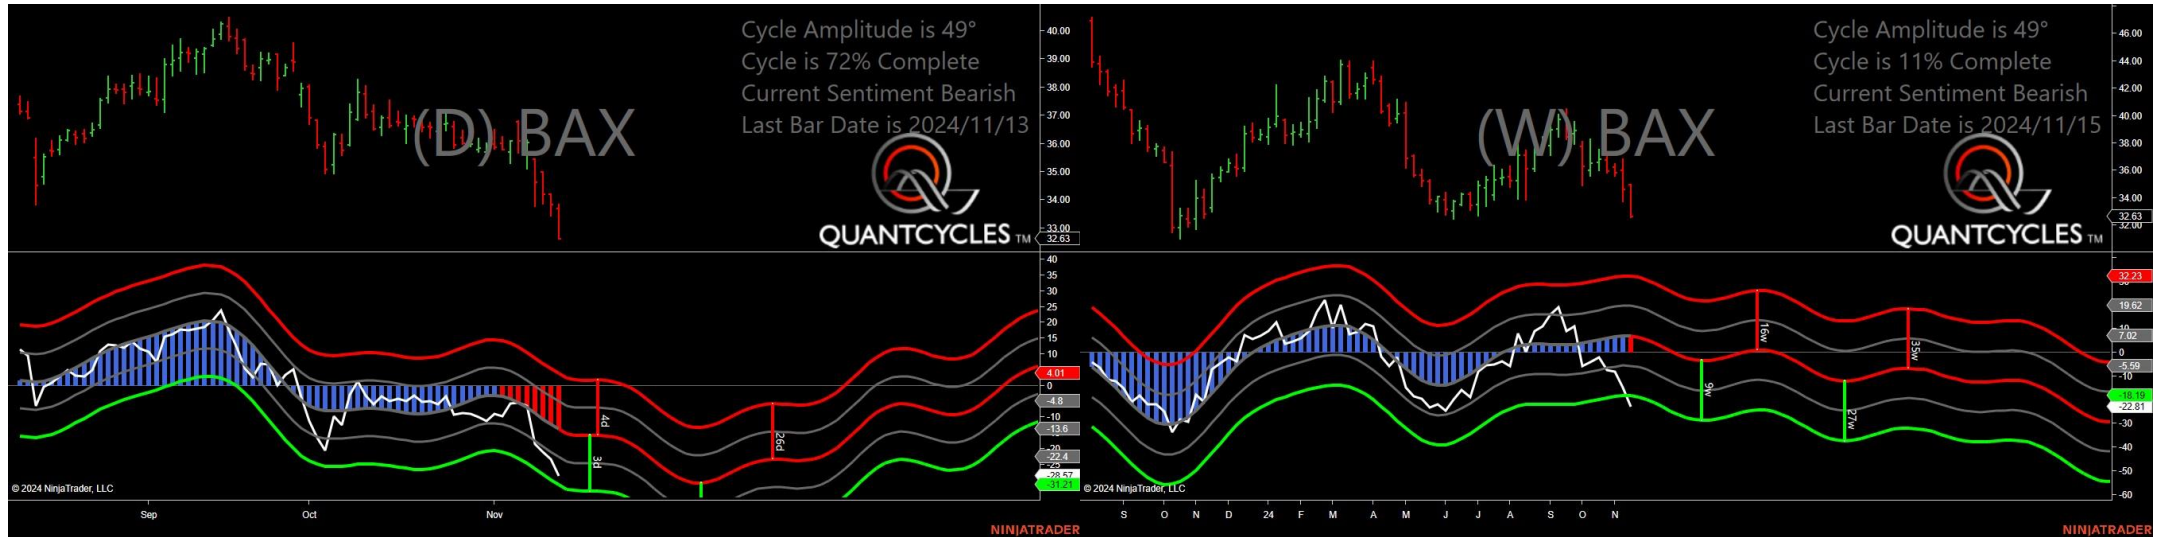 Cycle Amplitude is 49°
Cycle is 72% Complete
Current Sentiment Bearish
Last Bar Date is 2024/11/13
(D) BAX
QUANTCYCLES TM
40.00
39.00
38.00
37.00
36.00
35.00
34.00
33.00
32.63
40
35
30
25
20
15
10
4.01
0
-4.8
-10
-13.6
-20
-22.4
-25
-28.57
-31.21
4d
3d
26d
© 2024 NinjaTrader, LLC
Sep
Oct
Nov
NINJATRADER
Cycle Amplitude is 49°
Cycle is 11% Complete
Current Sentiment Bearish
Last Bar Date is 2024/11/15
(W) BAX
QUANTCYCLES TM
46.00
44.00
42.00
40.00
38.00
36.00
34.00
32.63
32.00
32.23
30
19.62
10
7.02
0
-5.59
-10
-18.19
-22.81
-30
-40
-50
-60
16w
35w
9w
27w
© 2024 NinjaTrader, LLC
S
O
N
D
24
F
M
A
M
J
J
A
S
O
N
NINJATRADER